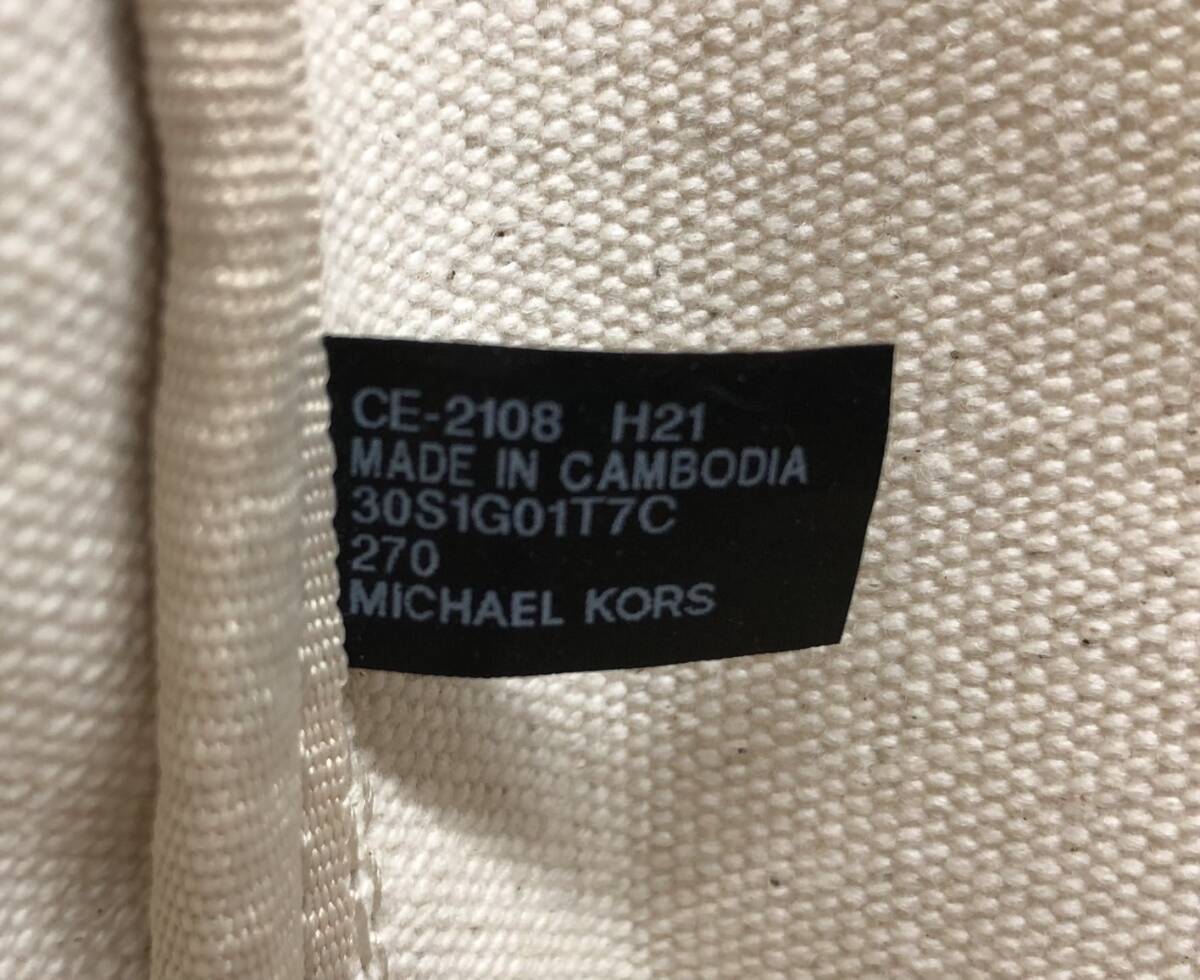 CE-2108 H21
MADE IN CAMBODIA
30S1G01T7C
270
MICHAEL KORS